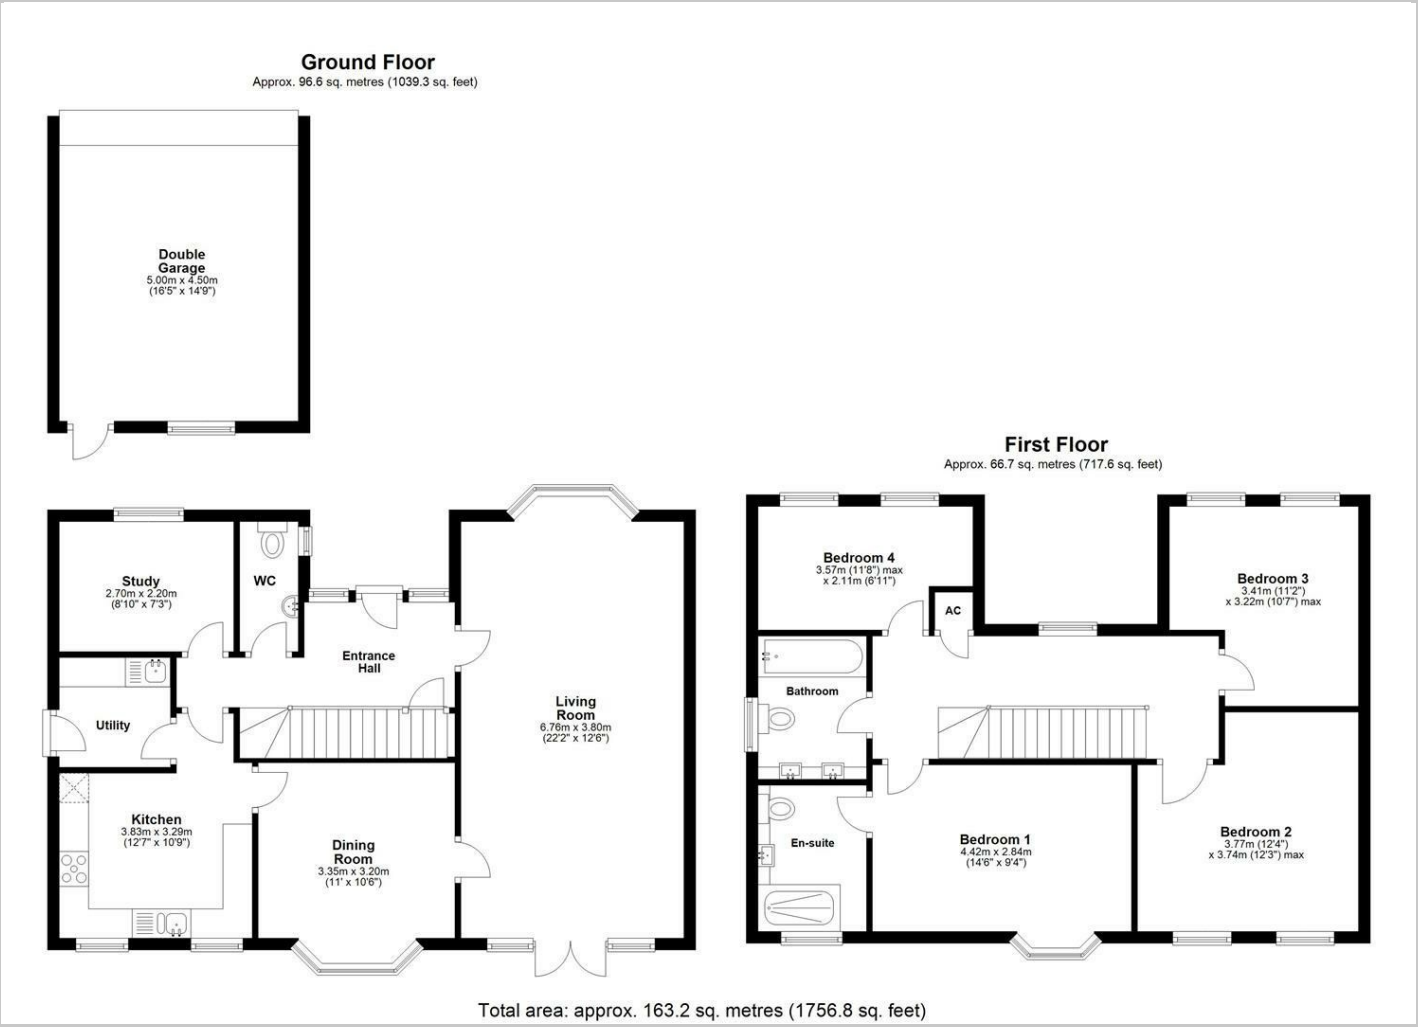 Ground Floor
Approx. 96.6 sq. metres (1039.3 sq. feet)
Double
Garage
5.00m x 4.50m
(16'5" x 14'9")
Study
2.70m x 2.20m
(8'10" x 7'3")
WC
Entrance
Hall
Utility
Living
Room
6.76m x 3.80m
(22'2" x 12'6")
Kitchen
3.83m x 3.29m
(12'7" x 10'9")
Dining
Room
3.35m x 3.20m
(11' x 10'6")
First Floor
Approx. 66.7 sq. metres (717.6 sq. feet)
Bedroom 4
3.57m (11'8") max
x 2.11m (6'11")
AC
Bedroom 3
3.41m (11'2")
x 3.22m (10'7") max
Bathroom
En-suite
Bedroom 1
4.42m x 2.84m
(14'6" x 9'4")
Bedroom 2
3.77m (12'4")
x 3.74m (12'3") max
Total area: approx. 163.2 sq. metres (1756.8 sq. feet)